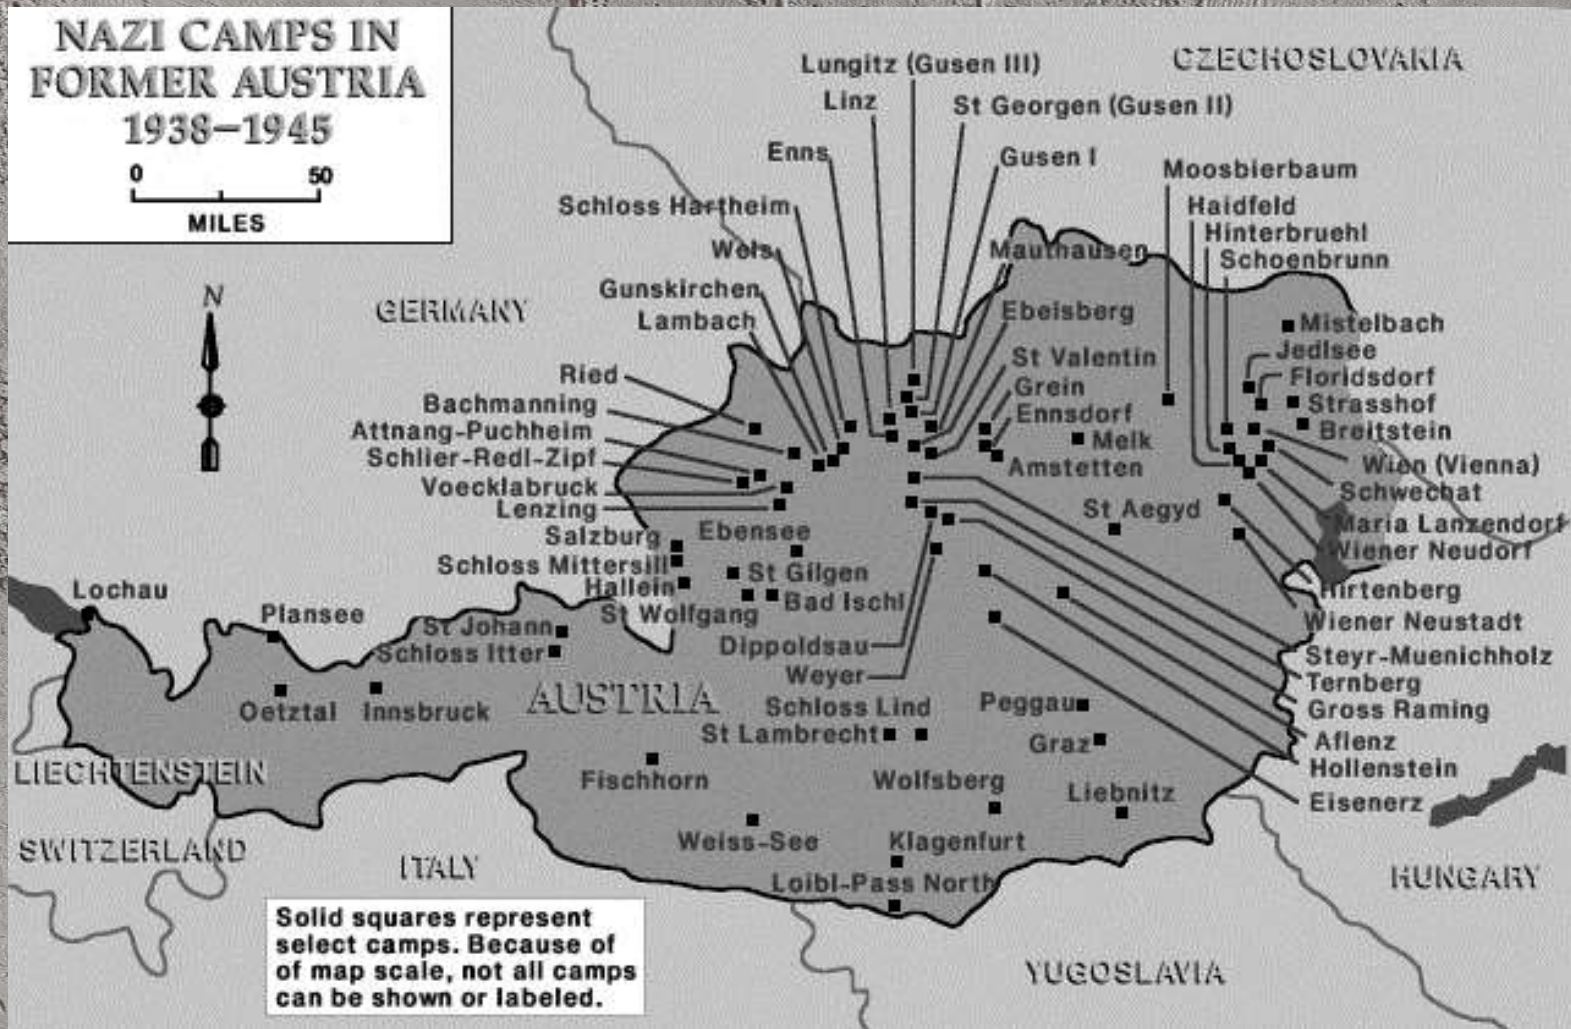 NAZI CAMPS IN
FORMER AUSTRIA
1938–1945
0 50
MILES
N
CZECHOSLOVAKIA
Lungitz (Gusen III)
Linz
St Georgen (Gusen II)
Enns
Gusen I
Moosbierbaum
Schloss Hartheim
Haidfeld
Hinterbruehl
Wels
Mauthausen
Schoenbrunn
Gunskirchen
GERMANY
Ebelsberg
Lambach
Mistelbach
Jedlsee
St Valentin
Ried
Floridsdorf
Grein
Bachmanning
Strasshof
Ennsdorf
Attnang-Puchheim
Breitstein
Melk
Schlier-Redl-Zipf
Amstetten
Wien (Vienna)
Voecklabruck
Schwechat
Lenzing
St Aegyd
Maria Lanzendorf
Salzburg
Ebensee
Wiener Neudorf
Schloss Mittersill
St Gilgen
Hallein
Hirtenberg
Lochau
Bad Ischl
St Wolfgang
Plansee
Wiener Neustadt
St Johann
Dippoldsau
Schloss Itter
Steyr-Muenichholz
Weyer
Ternberg
AUSTRIA
Schloss Lind
Peggau
Gross Raming
Oetztal
Innsbruck
St Lambrecht
Graz
Aflenz
LIECHTENSTEIN
Hollenstein
Fischhorn
Wolfsberg
Liebnitz
Eisenerz
Weiss-See
Klagenfurt
SWITZERLAND
ITALY
HUNGARY
Loibl-Pass North
Solid squares represent
select camps. Because of
of map scale, not all camps
can be shown or labeled.
YUGOSLAVIA